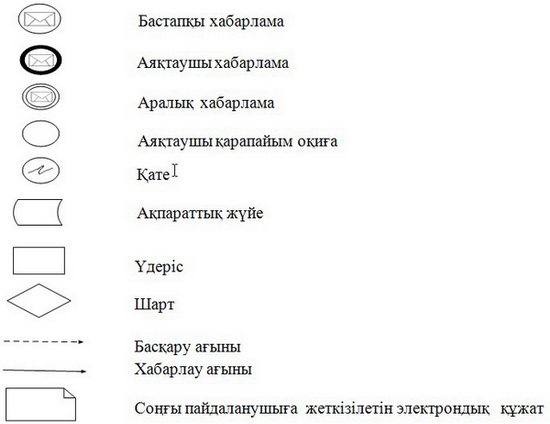 Бастапқы хабарлама
Аяқтаушы хабарлама
Аралық хабарлама
Аяқтаушы қарапайым оқиға
Қате
Ақпараттық жүйе
Үдеріс
Шарт
Басқару ағыны
Хабарлау ағыны
Соңғы пайдаланушыға жеткізілетін электрондық құжат